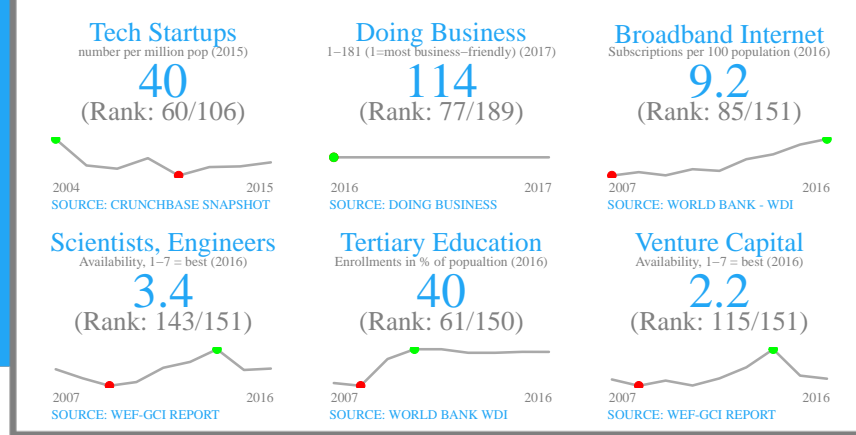 Tech Startups
number per million pop (2015)
40
(Rank: 60/106)
2004 2015
SOURCE: CRUNCHBASE SNAPSHOT
Doing Business
1−181 (1=most business−friendly) (2017)
114
(Rank: 77/189)
2016 2017
SOURCE: DOING BUSINESS
Broadband Internet
Subscriptions per 100 population (2016)
9.2
(Rank: 85/151)
2007 2016
SOURCE: WORLD BANK - WDI
Scientists, Engineers
Availability, 1−7 = best (2016)
3.4
(Rank: 143/151)
2007 2016
SOURCE: WEF-GCI REPORT
Tertiary Education
Enrollments in % of popualtion (2016)
40
(Rank: 61/150)
2007 2016
SOURCE: WORLD BANK WDI
Venture Capital
Availability, 1−7 = best (2016)
2.2
(Rank: 115/151)
2007 2016
SOURCE: WEF-GCI REPORT